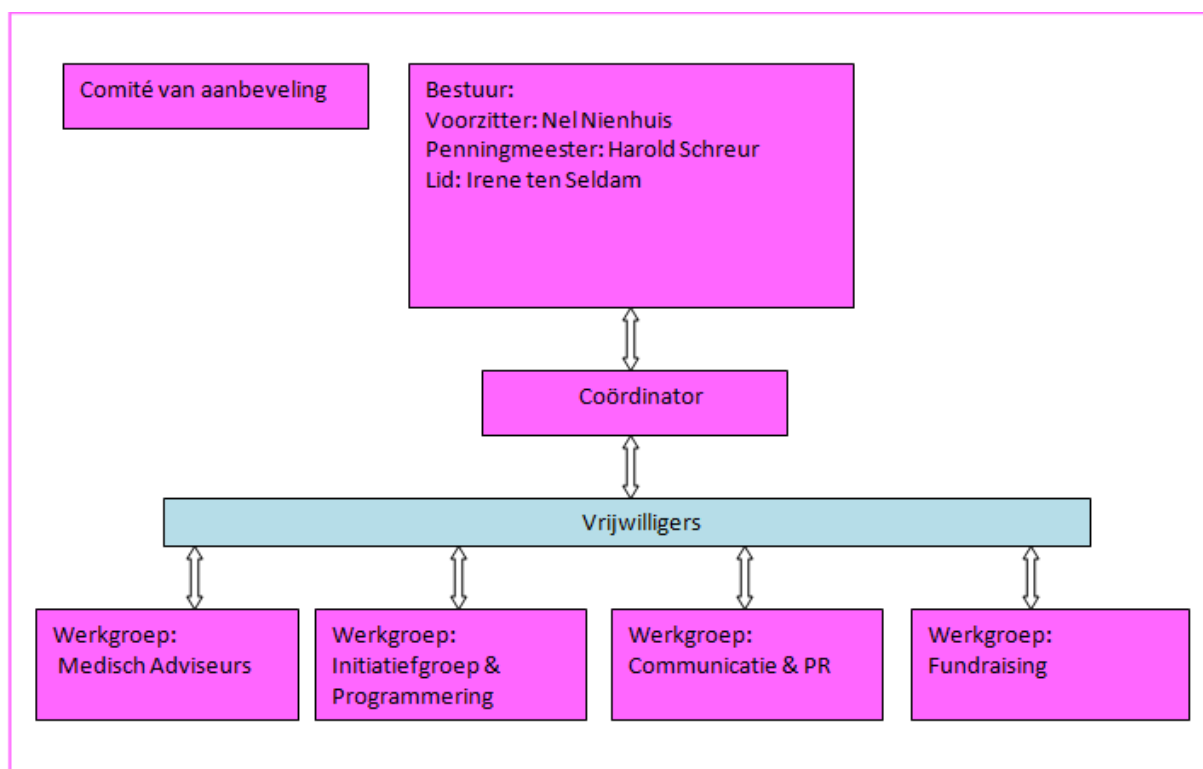 Comité van aanbeveling
Bestuur:
Voorzitter: Nel Nienhuis
Penningmeester: Harold Schreur
Lid: Irene ten Seldam
Coördinator
Vrijwilligers
Werkgroep:
Medisch Adviseurs
Werkgroep:
Initiatiefgroep &
Programmering
Werkgroep:
Communicatie & PR
Werkgroep:
Fundraising